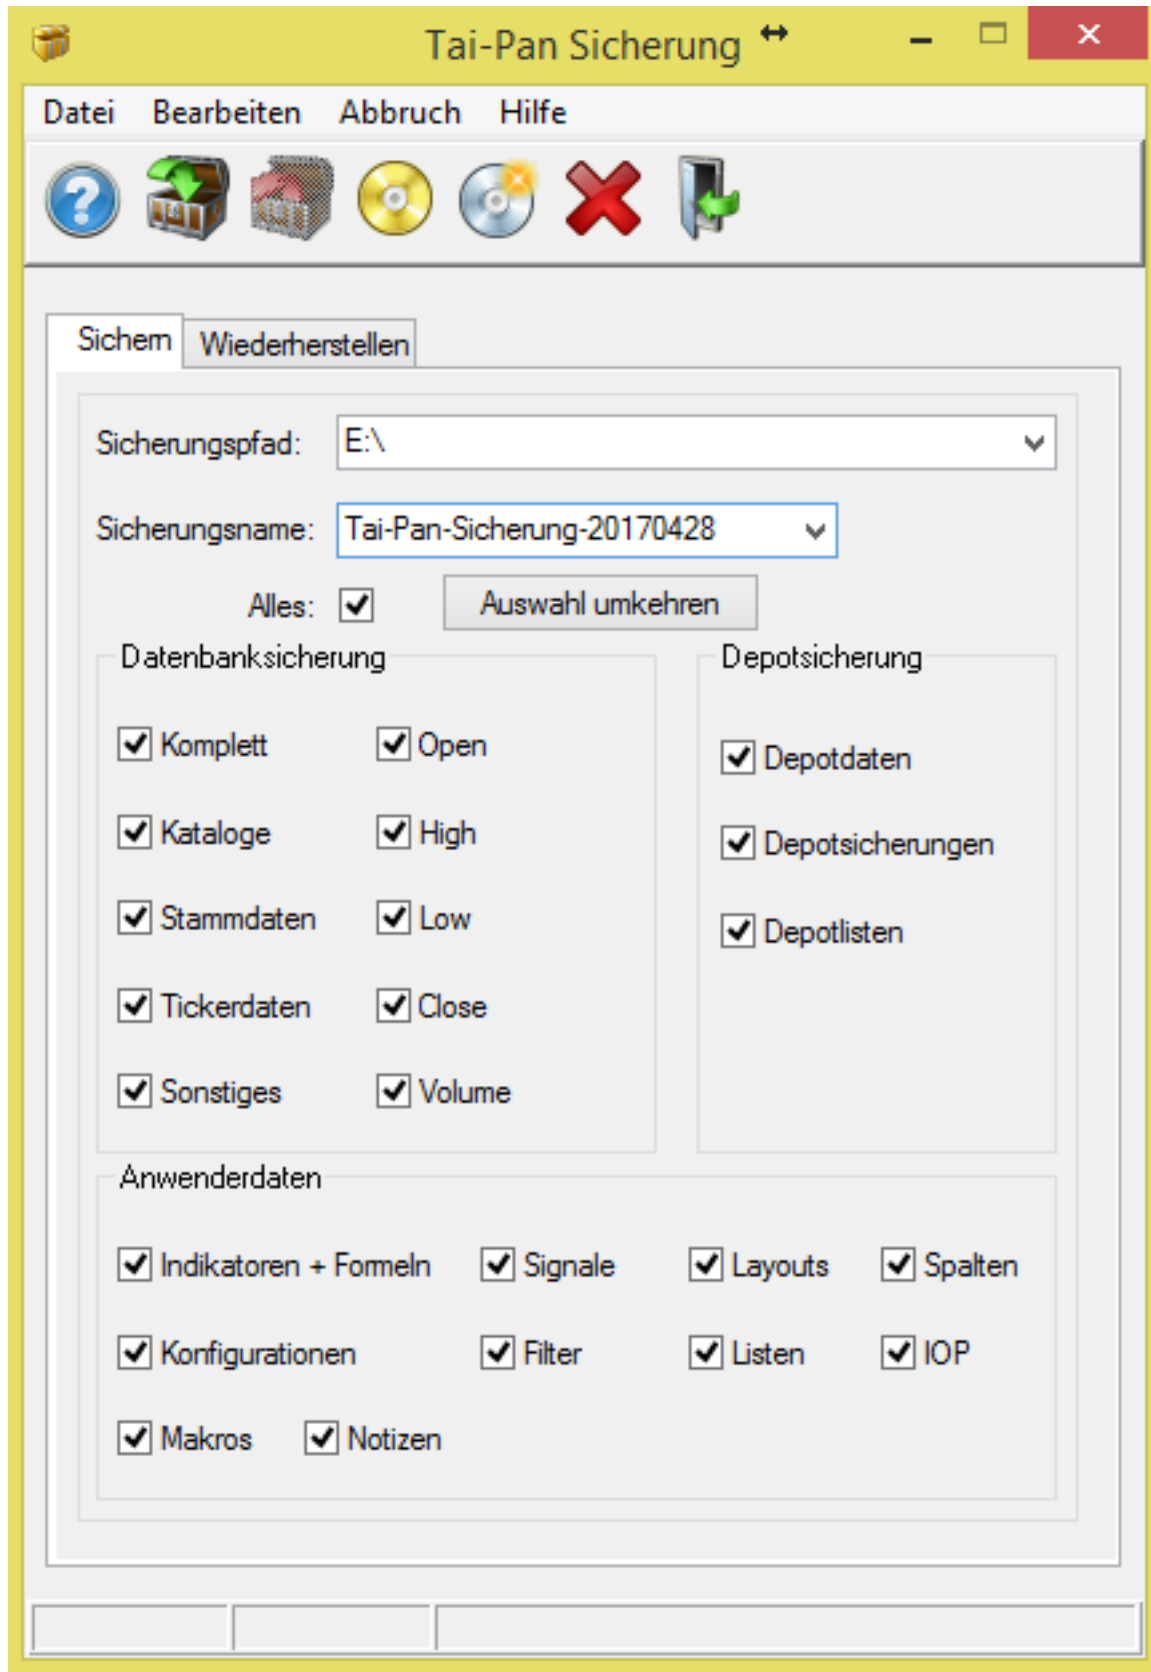 Tai-Pan Sicherung
Datei Bearbeiten Abbruch Hilfe
Sichern Wiederherstellen
Sicherungspfad: E:\
Sicherungsname: Tai-Pan-Sicherung-20170428
Alles: Auswahl umkehren
Datenbanksicherung Depotsicherung
Komplett Open
Depotdaten
Kataloge High
Depotsicherungen
Stammdaten Low
Depotlisten
Tickerdaten Close
Sonstiges Volume
Anwenderdaten
Indikatoren + Formeln Signale Layouts Spalten
Konfigurationen Filter Listen IOP
Makros Notizen